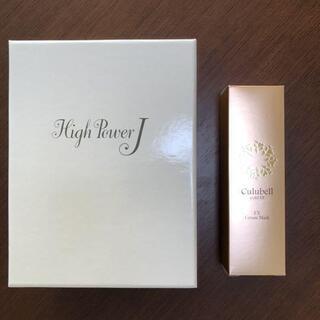 High Power J
Culubell
EX
Cream Mask